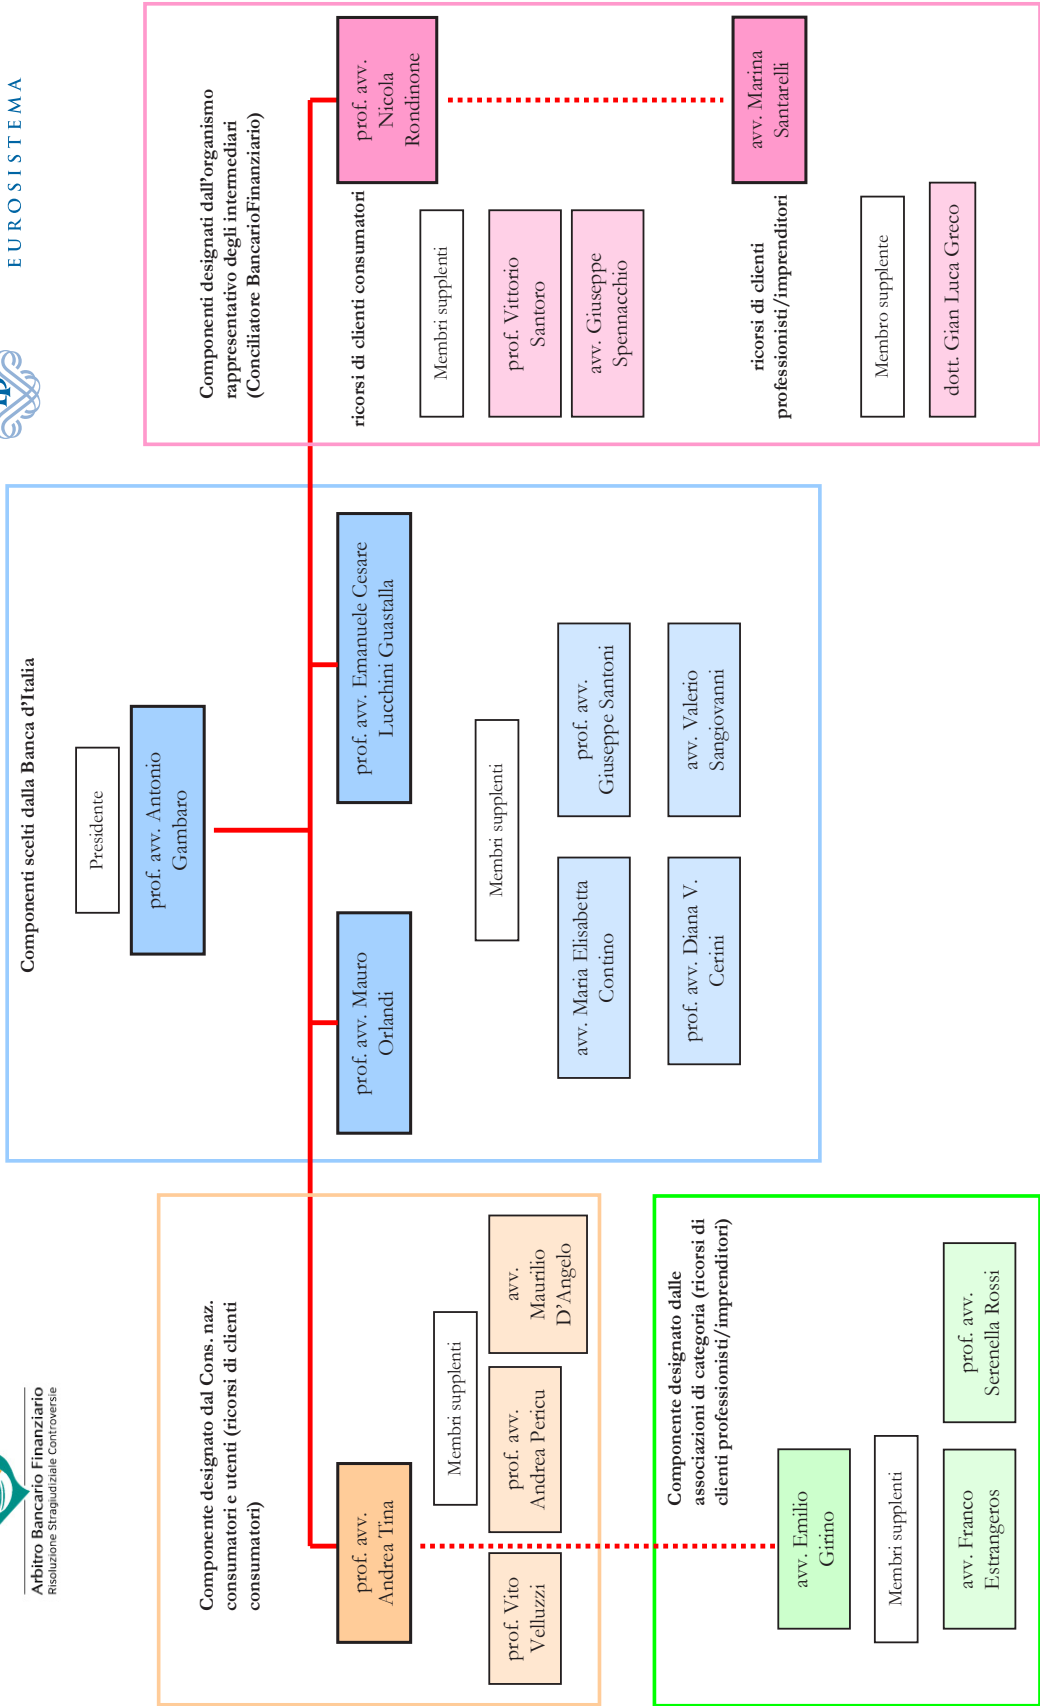 Arbitro Bancario Finanziario
Risoluzione Stragiudiziale Controversie
EUROSISTEMA
Componenti scelti dalla Banca d'Italia
Presidente
prof. avv. Antonio
Gambaro
prof. avv. Mauro
Orlandi
prof. avv. Emanuele Cesare
Lucchini Guastalla
Membri supplenti
avv. Maria Elisabetta
Contino
prof. avv.
Giuseppe Santoni
prof. avv. Diana V.
Cerini
avv. Valerio
Sangiovanni
Componente designato dal Cons. naz.
consumatori e utenti (ricorsi di clienti
consumatori)
prof. avv.
Andrea Tina
Membri supplenti
prof. Vito
Velluzzi
prof. avv.
Andrea Pericu
avv.
Maurilio
D'Angelo
Componente designato dalle
associazioni di categoria (ricorsi di
clienti professionisti/imprenditori)
avv. Emilio
Girino
Membri supplenti
avv. Franco
Estrangeros
prof. avv.
Serenella Rossi
Componenti designati dall'organismo
rappresentativo degli intermediari
(Conciliatore BancarioFinanziario)
prof. avv.
Nicola
Rondinone
ricorsi di clienti consumatori
Membri supplenti
prof. Vittorio
Santoro
avv. Giuseppe
Spennacchio
avv. Marina
Santarelli
ricorsi di clienti
professionisti/imprenditori
Membro supplente
dott. Gian Luca Greco